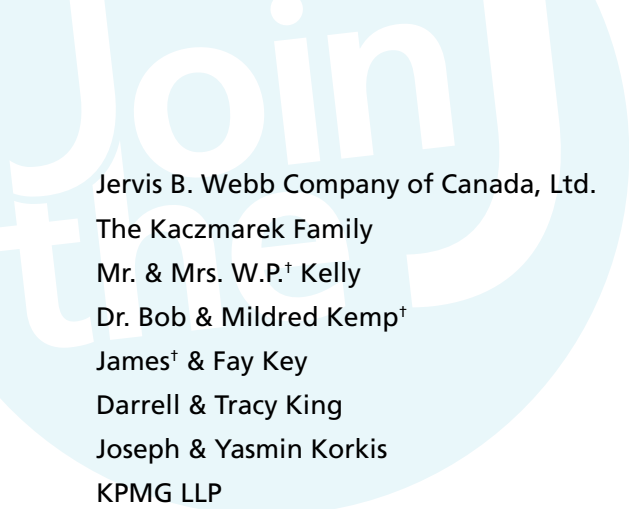 Join
the J
Jervis B. Webb Company of Canada, Ltd.
The Kaczmarek Family
Mr. & Mrs. W.P.† Kelly
Dr. Bob & Mildred Kemp†
James† & Fay Key
Darrell & Tracy King
Joseph & Yasmin Korkis
KPMG LLP